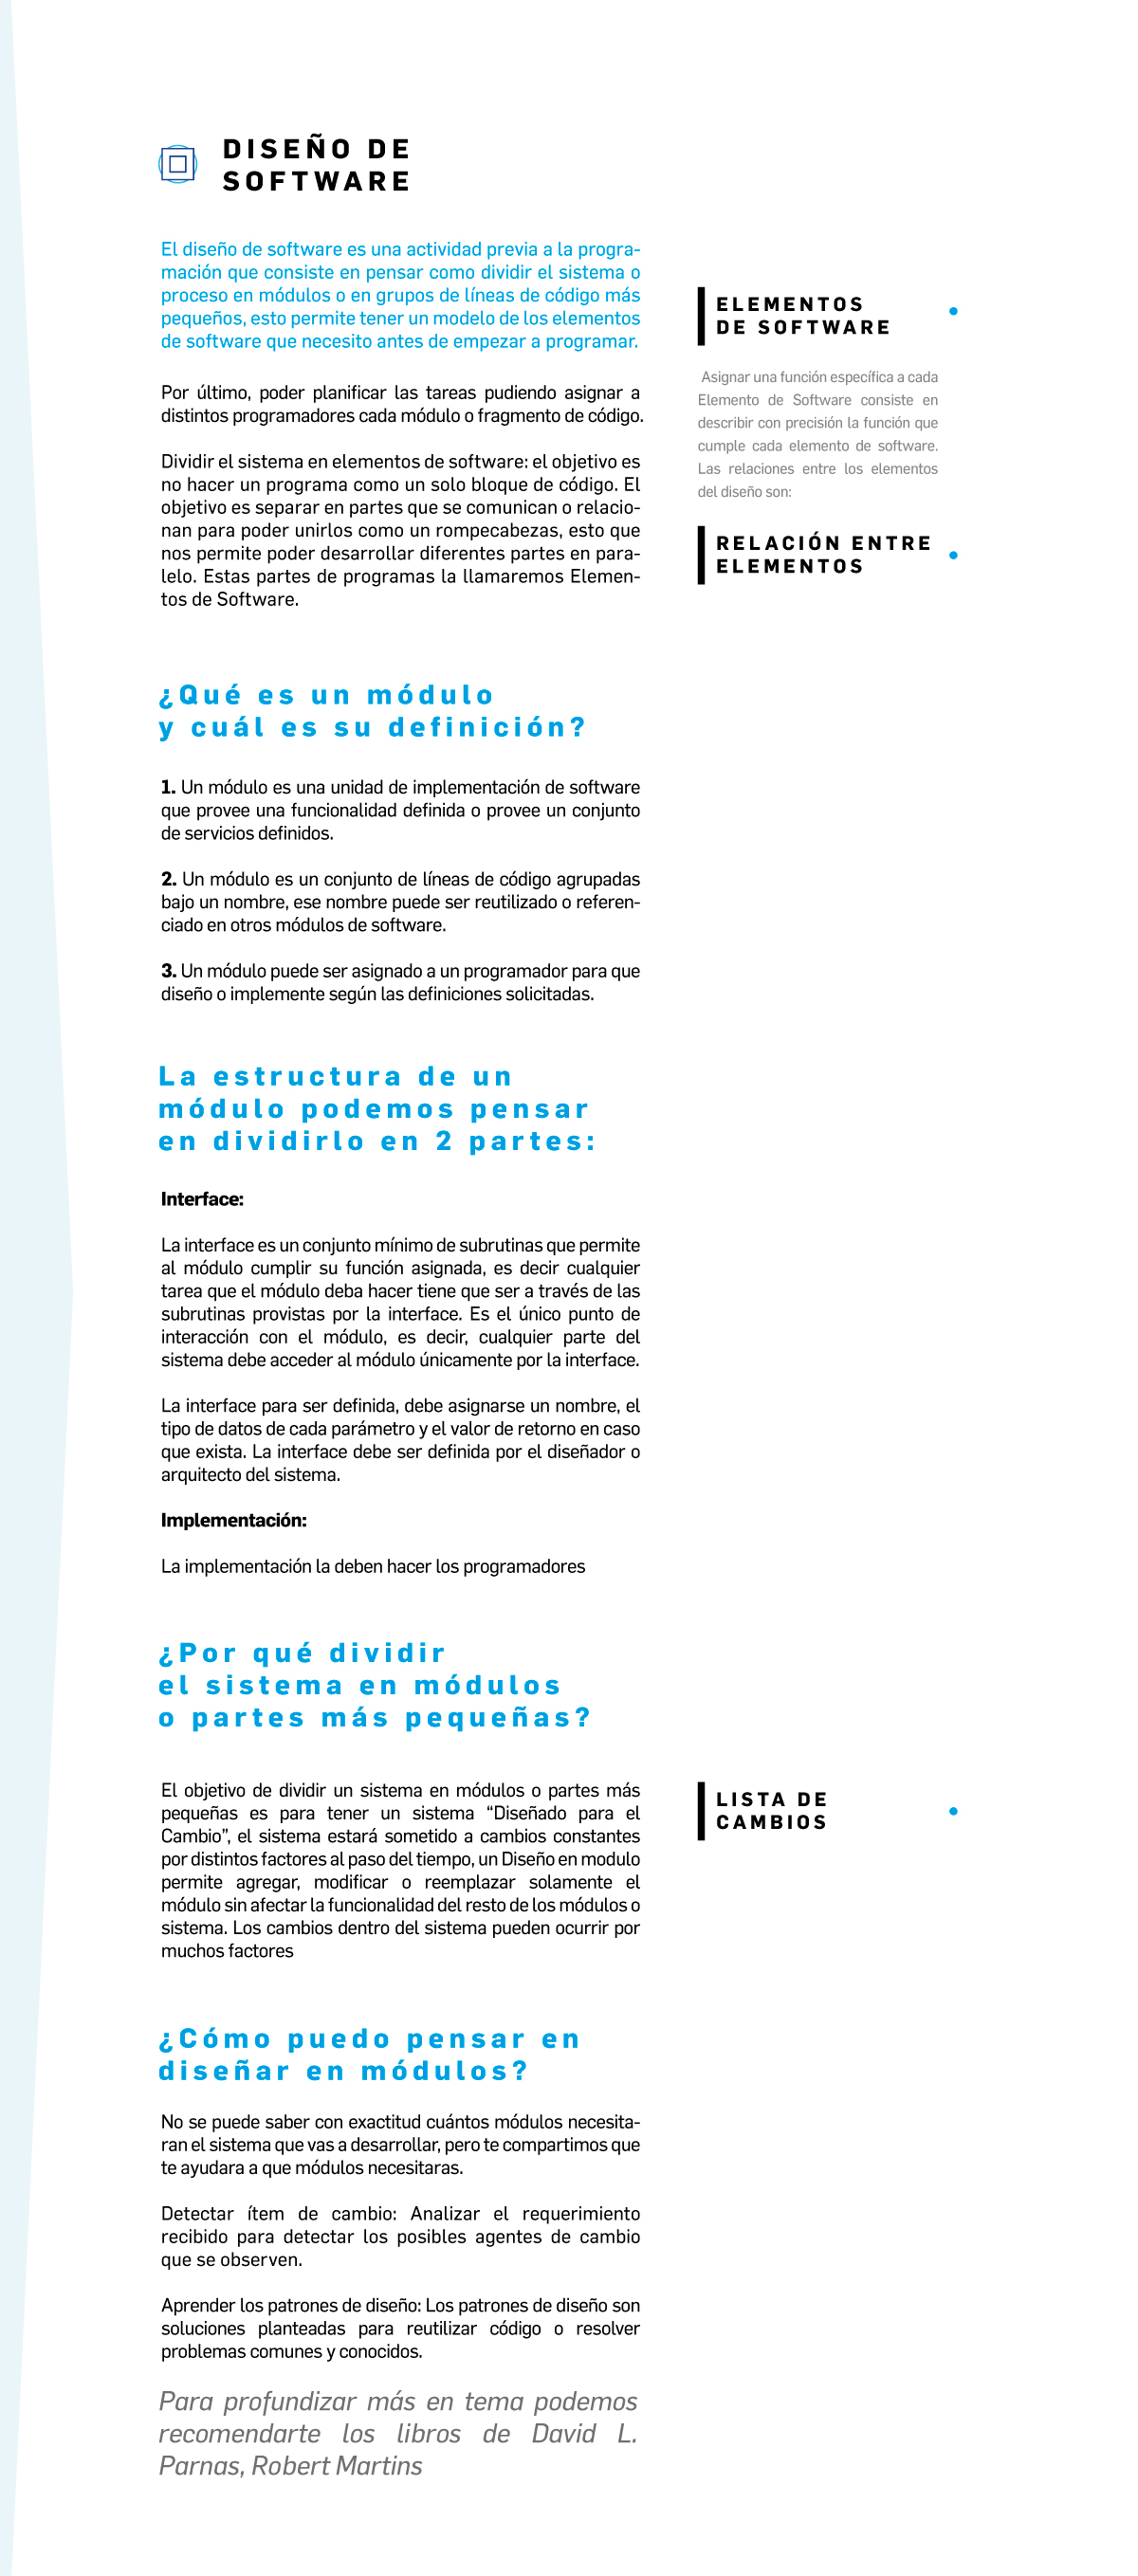 DISEÑO DE
SOFTWARE
El diseño de software es una actividad previa a la progra-
mación que consiste en pensar como dividir el sistema o
proceso en módulos o en grupos de líneas de código más
pequeños, esto permite tener un modelo de los elementos
de software que necesito antes de empezar a programar.
Por último, poder planificar las tareas pudiendo asignar a
distintos programadores cada módulo o fragmento de código.
Dividir el sistema en elementos de software: el objetivo es
no hacer un programa como un solo bloque de código. El
objetivo es separar en partes que se comunican o relacio-
nan para poder unirlos como un rompecabezas, esto que
nos permite poder desarrollar diferentes partes en para-
lelo. Estas partes de programas la llamaremos Elemen-
tos de Software.
ELEMENTOS
DE SOFTWARE
Asignar una función específica a cada
Elemento de Software consiste en
describir con precisión la función que
cumple cada elemento de software.
Las relaciones entre los elementos
del diseño son:
RELACIÓN ENTRE
ELEMENTOS
¿Qué es un módulo
y cuál es su definición?
1. Un módulo es una unidad de implementación de software
que provee una funcionalidad definida o provee un conjunto
de servicios definidos.
2. Un módulo es un conjunto de líneas de código agrupadas
bajo un nombre, ese nombre puede ser reutilizado o referen-
ciado en otros módulos de software.
3. Un módulo puede ser asignado a un programador para que
diseño o implemente según las definiciones solicitadas.
La estructura de un
módulo podemos pensar
en dividirlo en 2 partes:
Interface:
La interface es un conjunto mínimo de subrutinas que permite
al módulo cumplir su función asignada, es decir cualquier
tarea que el módulo deba hacer tiene que ser a través de las
subrutinas provistas por la interface. Es el único punto de
interacción con el módulo, es decir, cualquier parte del
sistema debe acceder al módulo únicamente por la interface.
La interface para ser definida, debe asignarse un nombre, el
tipo de datos de cada parámetro y el valor de retorno en caso
que exista. La interface debe ser definida por el diseñador o
arquitecto del sistema.
Implementación:
La implementación la deben hacer los programadores
¿Por qué dividir
el sistema en módulos
o partes más pequeñas?
El objetivo de dividir un sistema en módulos o partes más
pequeñas es para tener un sistema “Diseñado para el
Cambio”, el sistema estará sometido a cambios constantes
por distintos factores al paso del tiempo, un Diseño en modulo
permite agregar, modificar o reemplazar solamente el
módulo sin afectar la funcionalidad del resto de los módulos o
sistema. Los cambios dentro del sistema pueden ocurrir por
muchos factores
LISTA DE
CAMBIOS
¿Cómo puedo pensar en
diseñar en módulos?
No se puede saber con exactitud cuántos módulos necesita-
ran el sistema que vas a desarrollar, pero te compartimos que
te ayudara a que módulos necesitaras.
Detectar ítem de cambio: Analizar el requerimiento
recibido para detectar los posibles agentes de cambio
que se observen.
Aprender los patrones de diseño: Los patrones de diseño son
soluciones planteadas para reutilizar código o resolver
problemas comunes y conocidos.
Para profundizar más en tema podemos
recomendarte los libros de David L.
Parnas, Robert Martins